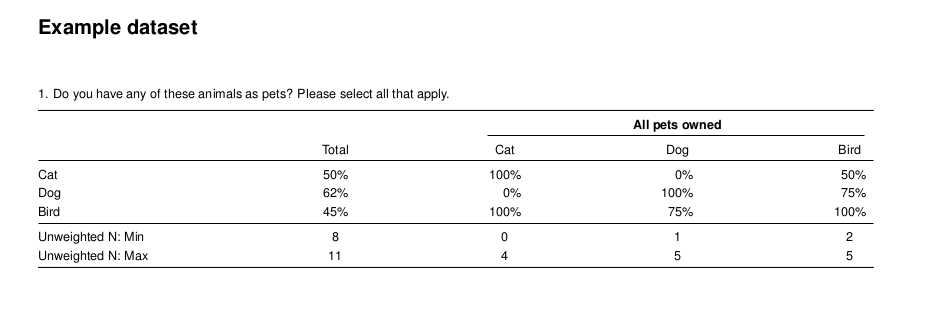 Example dataset
1. Do you have any of these animals as pets? Please select all that apply.
All pets owned
Total Cat Dog Bird
Cat 50% 100% 0% 50%
Dog 62% 0% 100% 75%
Bird 45% 100% 75% 100%
Unweighted N: Min 8 0 1 2
Unweighted N: Max 11 4 5 5